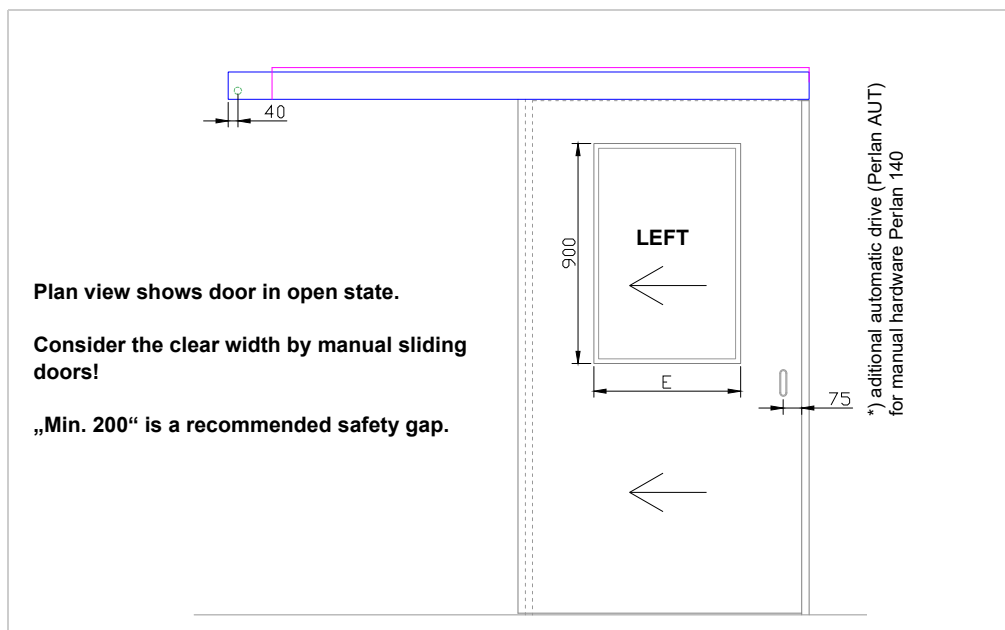 40
900
LEFT
E
75
Plan view shows door in open state.
Consider the clear width by manual sliding
doors!
„Min. 200“ is a recommended safety gap.
*) aditional automatic drive (Perlan AUT)
for manual hardware Perlan 140